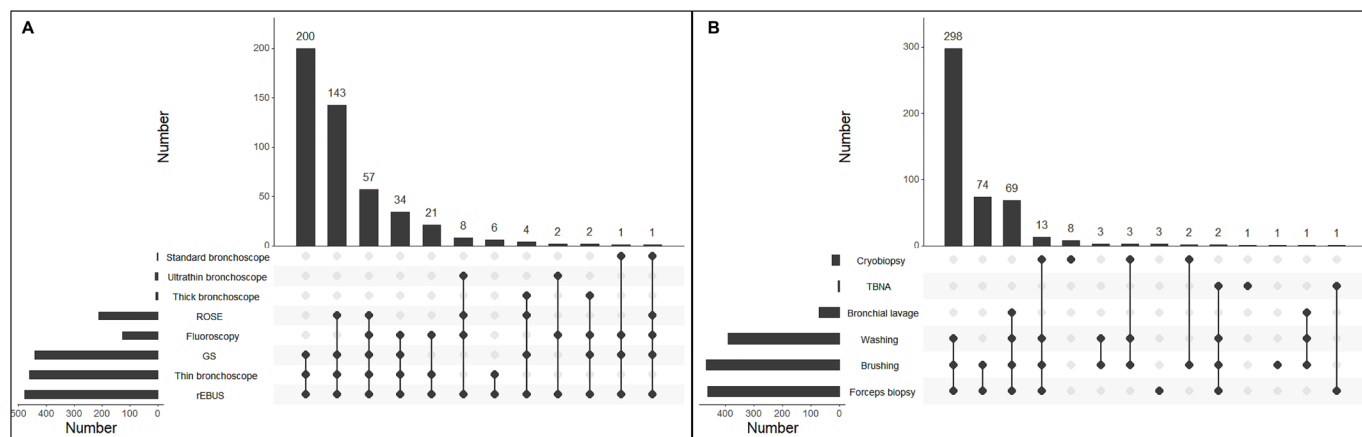 A
200
200
150
143
Number
100
57
50
34
21
8
6
4
2
2
1
1
0
Standard bronchoscope
Ultrathin bronchoscope
Thick bronchoscope
ROSE
Fluoroscopy
GS
Thin bronchoscope
rEBUS
500 400 300 200 100 0
Number
B
298
300
200
Number
100
74
69
13
8
3
3
3
2
2
1
1
1
1
0
Cryobiopsy
TBNA
Bronchial lavage
Washing
Brushing
Forceps biopsy
400 300 200 100 0
Number